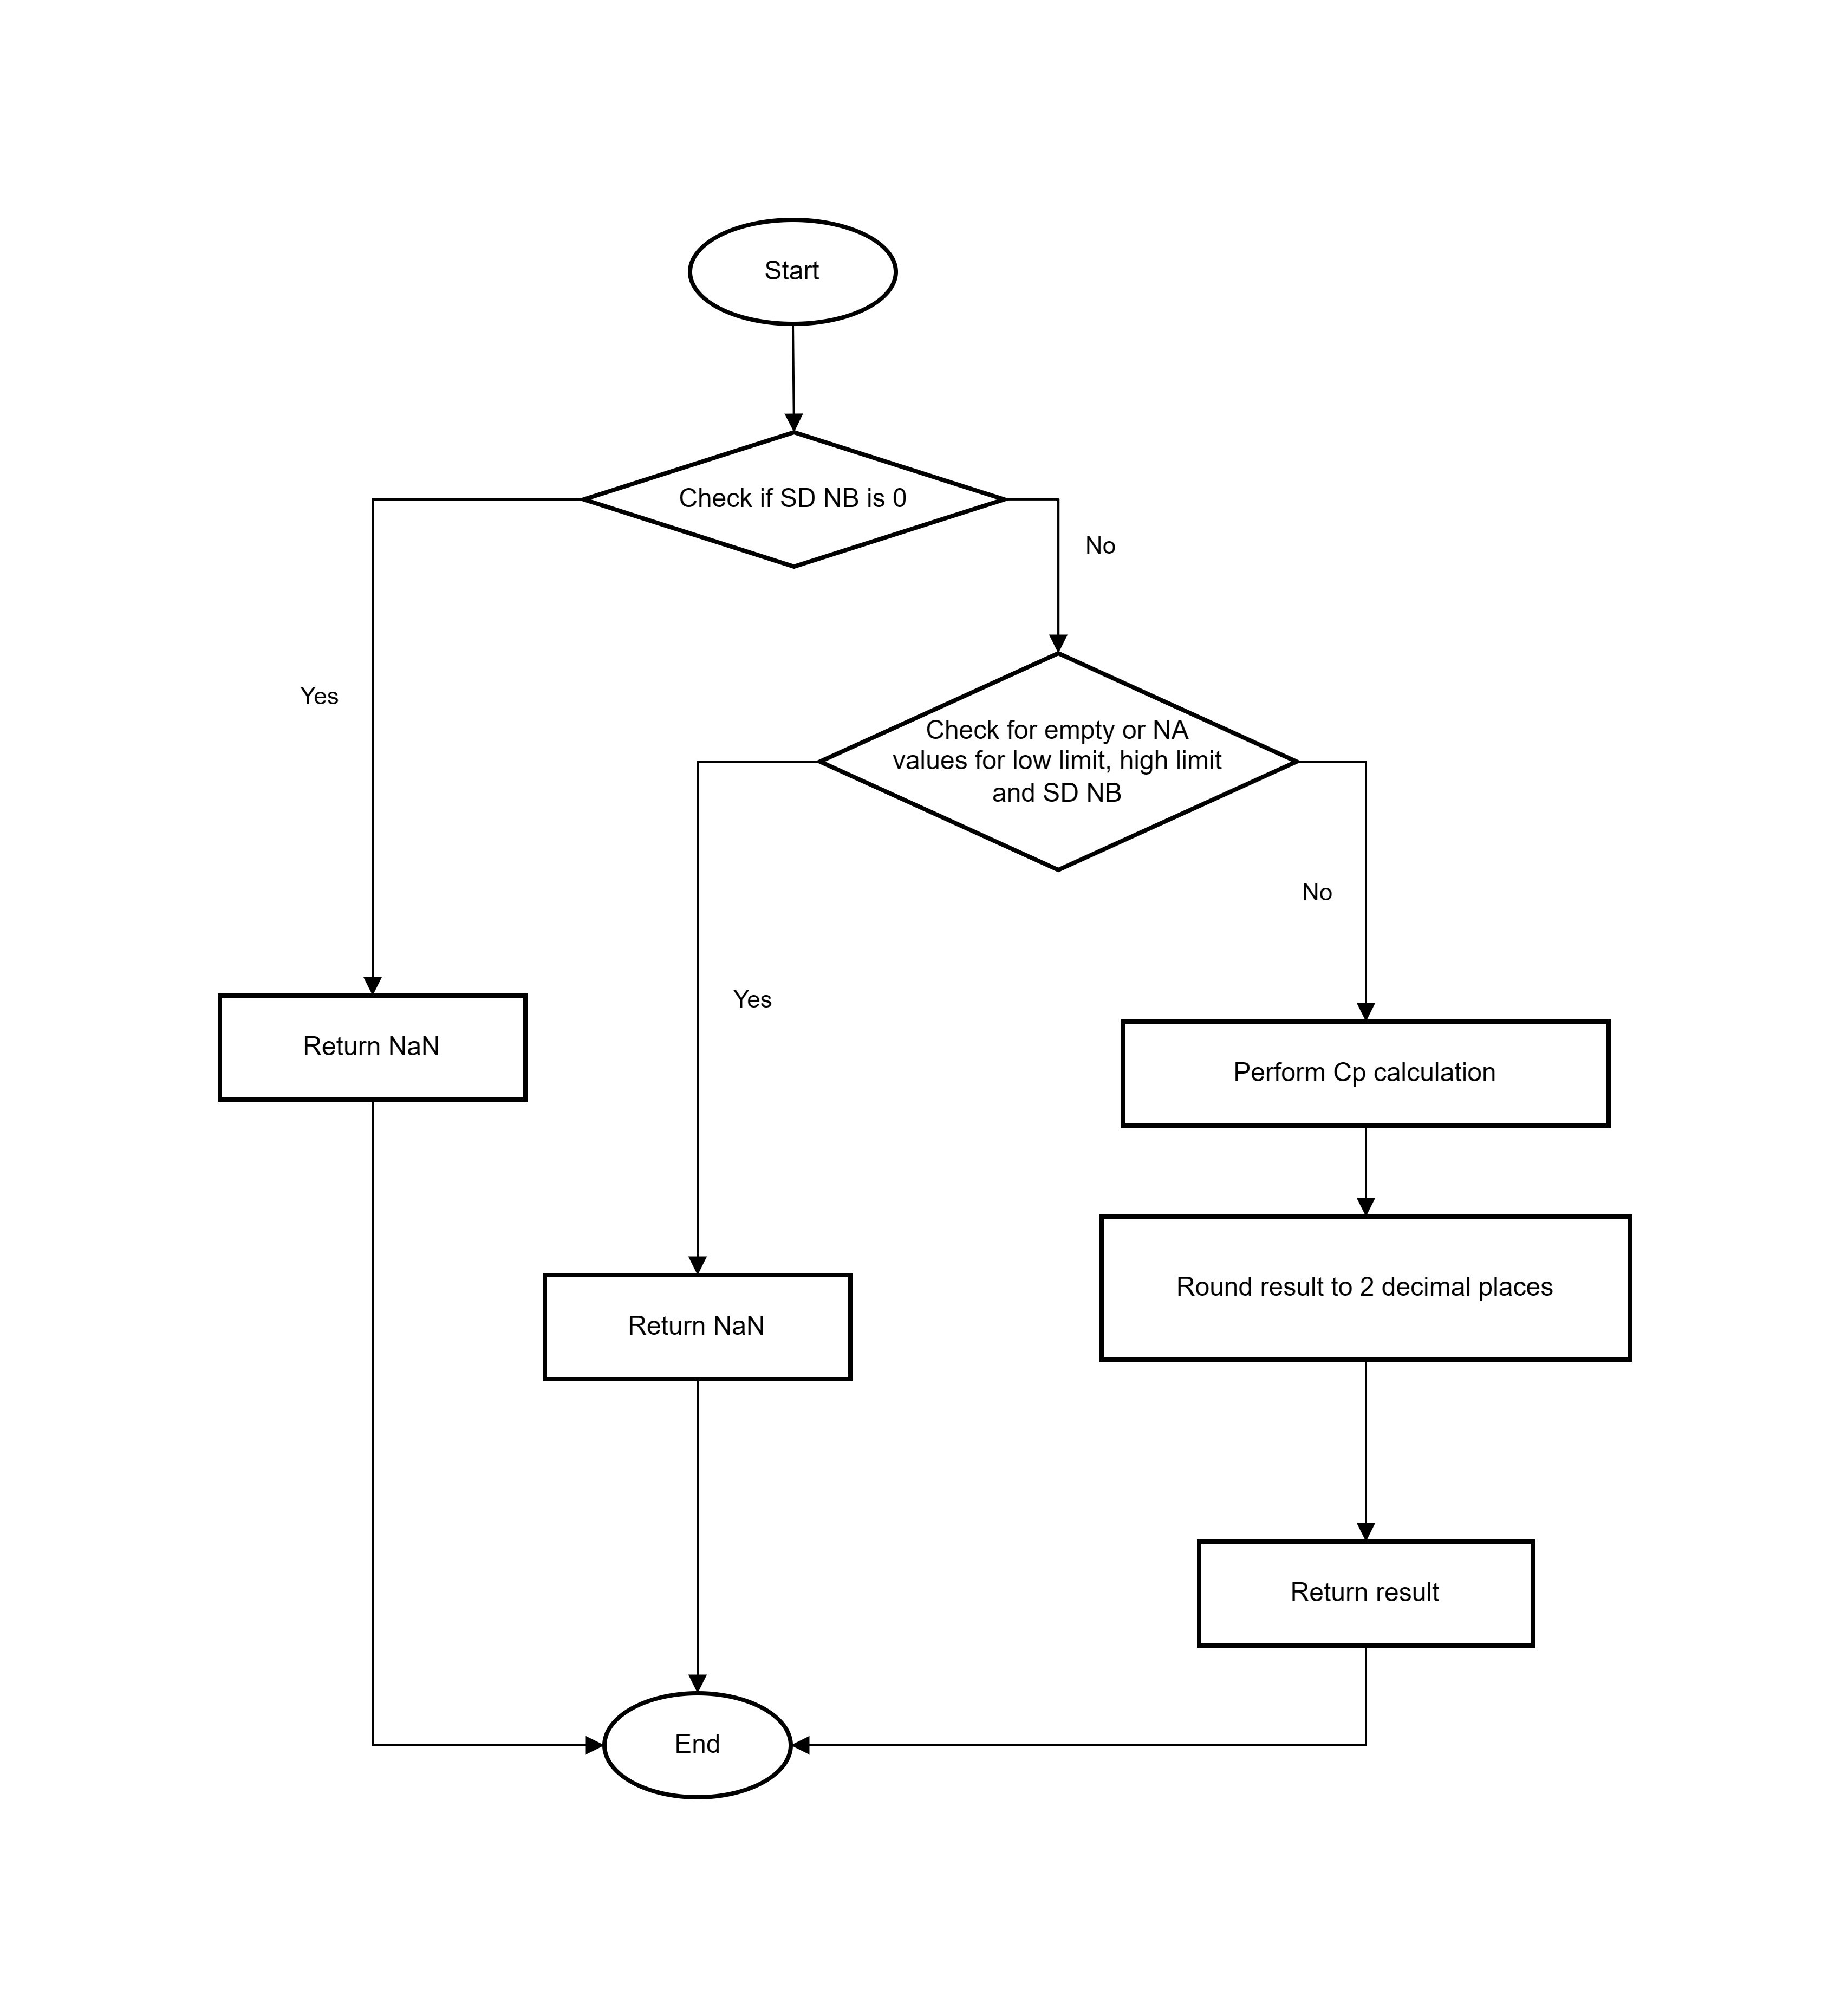 Start
Check if SD NB is 0
No
Yes
Check for empty or NA
values for low limit, high limit
and SD NB
No
Yes
Return NaN
Perform Cp calculation
Round result to 2 decimal places
Return NaN
Return result
End